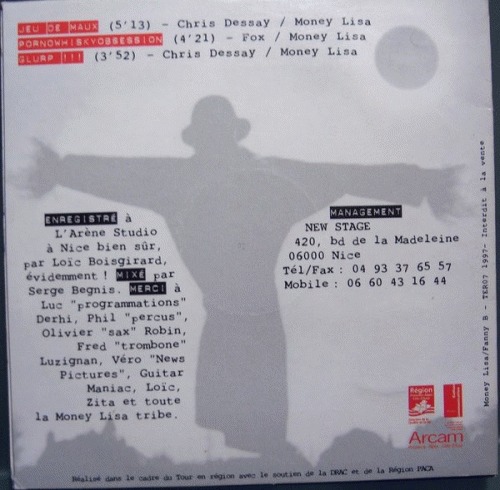 JEU DE MAUX (5'13) - Chris Dessay / Money Lisa
PORNOWHISKYOBSESSION (4'21) - Fox / Money Lisa
GLURP !!! (3'52) - Chris Dessay / Money Lisa
ENREGISTRÉ à
L'Arène Studio
à Nice bien sûr,
par Loïc Boisgirard,
évidemment ! MIXÉ par
Serge Begnis. MERCI à
Luc "programmations"
Derhi, Phil "percus",
Olivier "sax" Robin,
Fred "trombone"
Luzignan, Véro "News
Pictures", Guitar
Maniac, Loïc,
Zita et toute
la Money Lisa tribe.
MANAGEMENT
NEW STAGE
420, bd de la Madeleine
06000 Nice
Tél/Fax : 04 93 37 65 57
Mobile : 06 60 43 16 44
Money Lisa/Fanny B - TER07 1997- Interdit à la vente
Région
Arcam
Réalisé dans le cadre du Tour en région avec le soutien de la DRAC et de la Région PACA